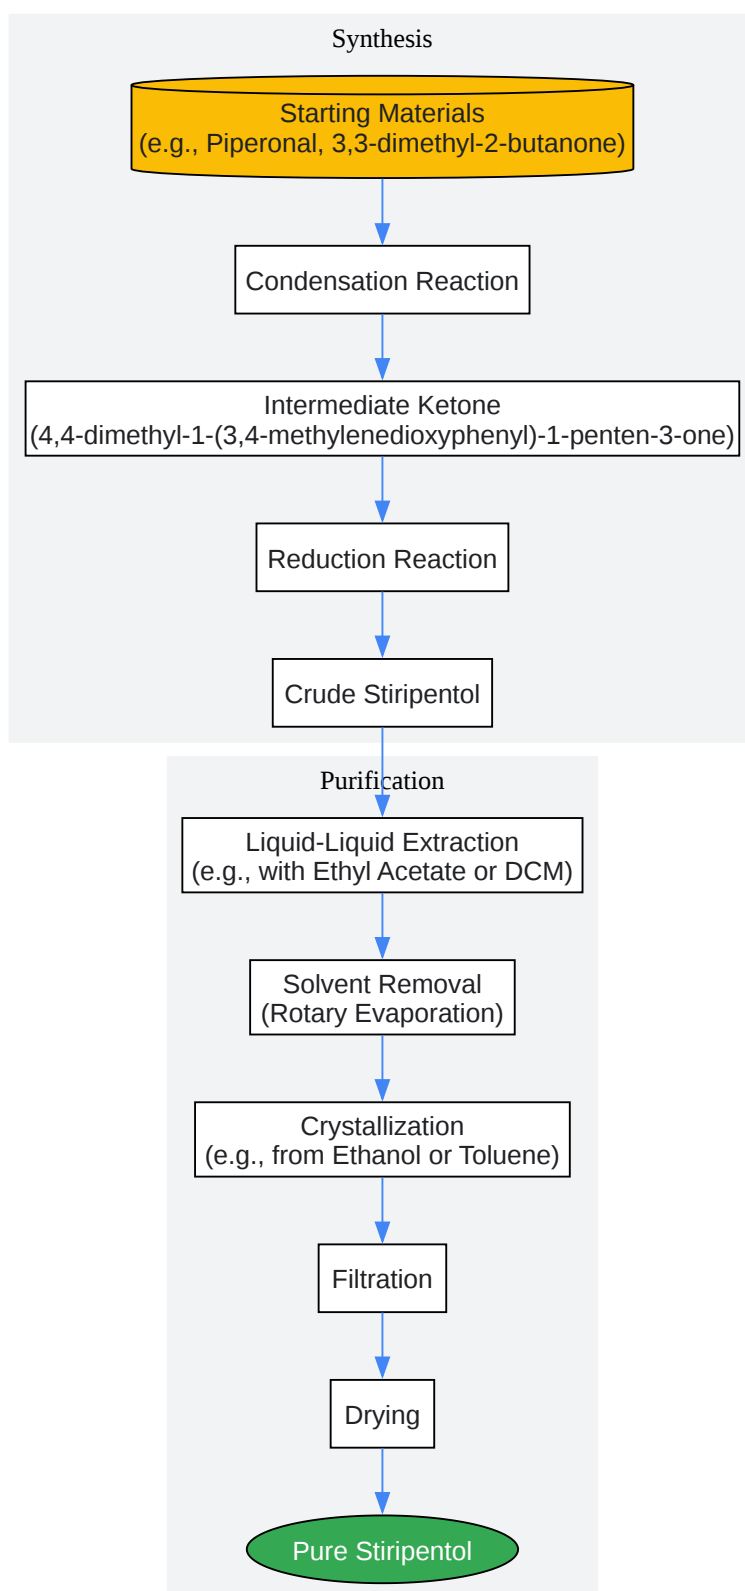 Synthesis
Starting Materials
(e.g., Piperonal, 3,3-dimethyl-2-butanone)
Condensation Reaction
Intermediate Ketone
(4,4-dimethyl-1-(3,4-methylenedioxyphenyl)-1-penten-3-one)
Reduction Reaction
Crude Stiripentol
Purification
Liquid-Liquid Extraction
(e.g., with Ethyl Acetate or DCM)
Solvent Removal
(Rotary Evaporation)
Crystallization
(e.g., from Ethanol or Toluene)
Filtration
Drying
Pure Stiripentol